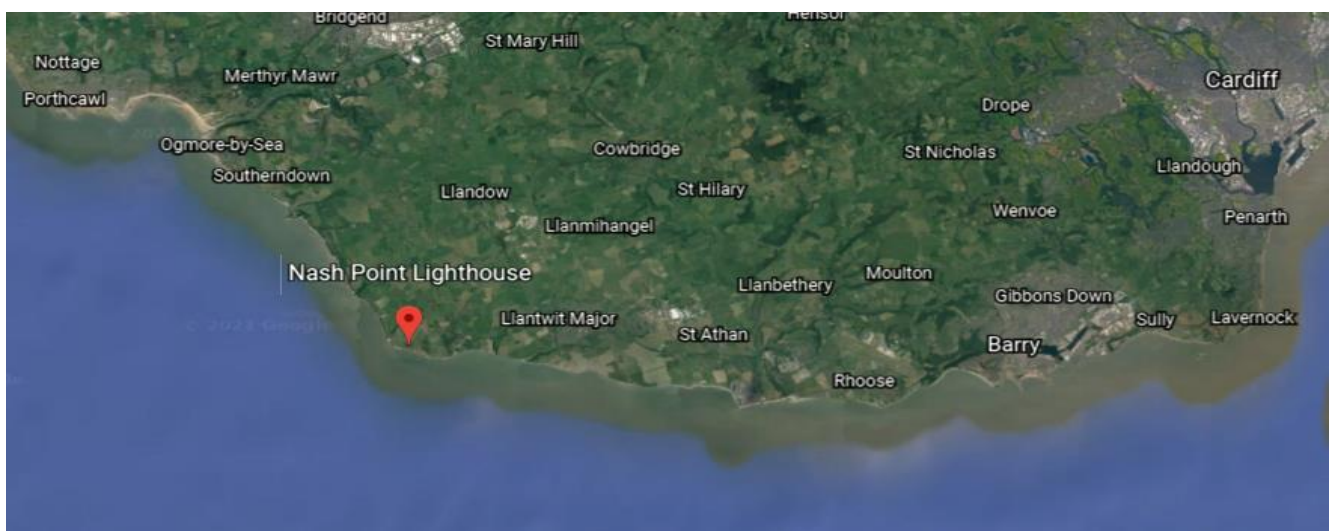 Bridgend
Hensol
St Mary Hill
Nottage
Merthyr Mawr
Cardiff
Porthcawl
Drope
Ogmore-by-Sea
Cowbridge
St Nicholas
Llandough
Southerndown
Llandow
St Hilary
Wenvoe
Penarth
Llanmihangel
Nash Point Lighthouse
Moulton
Llanbethery
Gibbons Down
Llantwit Major
St Athan
Sully
Lavernock
Barry
Rhoose